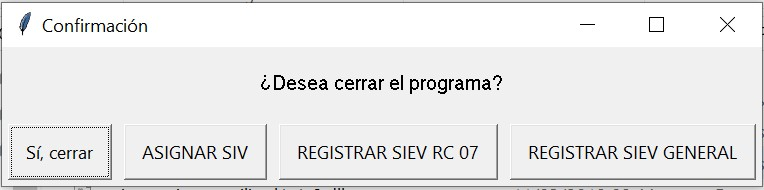 Confirmación
¿Desea cerrar el programa?
Sí, cerrar
ASIGNAR SIV
REGISTRAR SIEV RC 07
REGISTRAR SIEV GENERAL